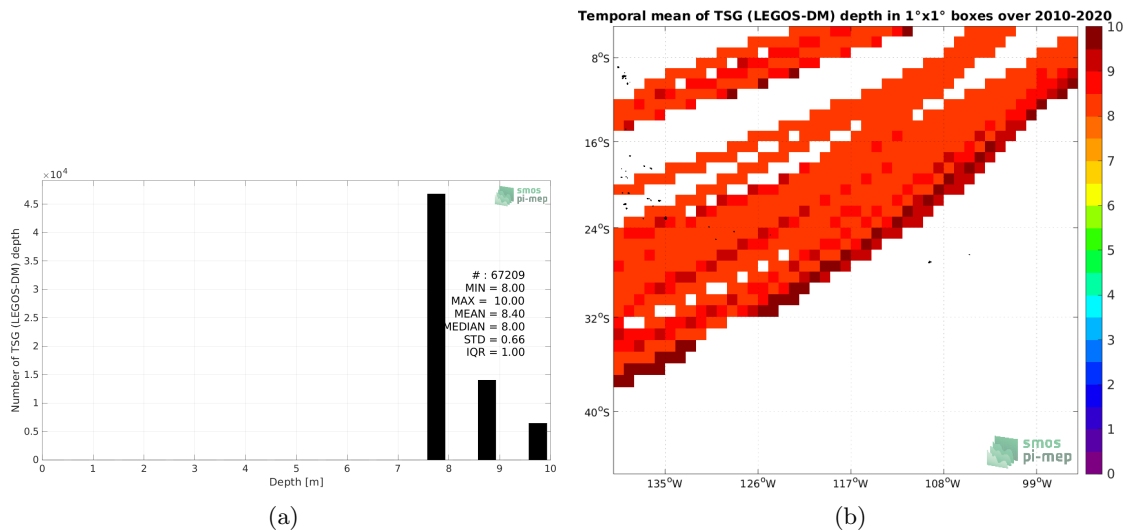 ×10⁴
4.5
4
3.5
3
2.5
2
1.5
1
0.5
0
Number of TSG (LEGOS-DM) depth
smos
pi-mep
# : 67209
MIN = 8.00
MAX = 10.00
MEAN = 8.40
MEDIAN = 8.00
STD = 0.66
IQR = 1.00
0 1 2 3 4 5 6 7 8 9 10
Depth [m]
(a)
Temporal mean of TSG (LEGOS-DM) depth in 1°x1° boxes over 2010-2020
8°S
16°S
24°S
32°S
40°S
135°W 126°W 117°W 108°W 99°W
smos
pi-mep
10
9
8
7
6
5
4
3
2
1
0
(b)